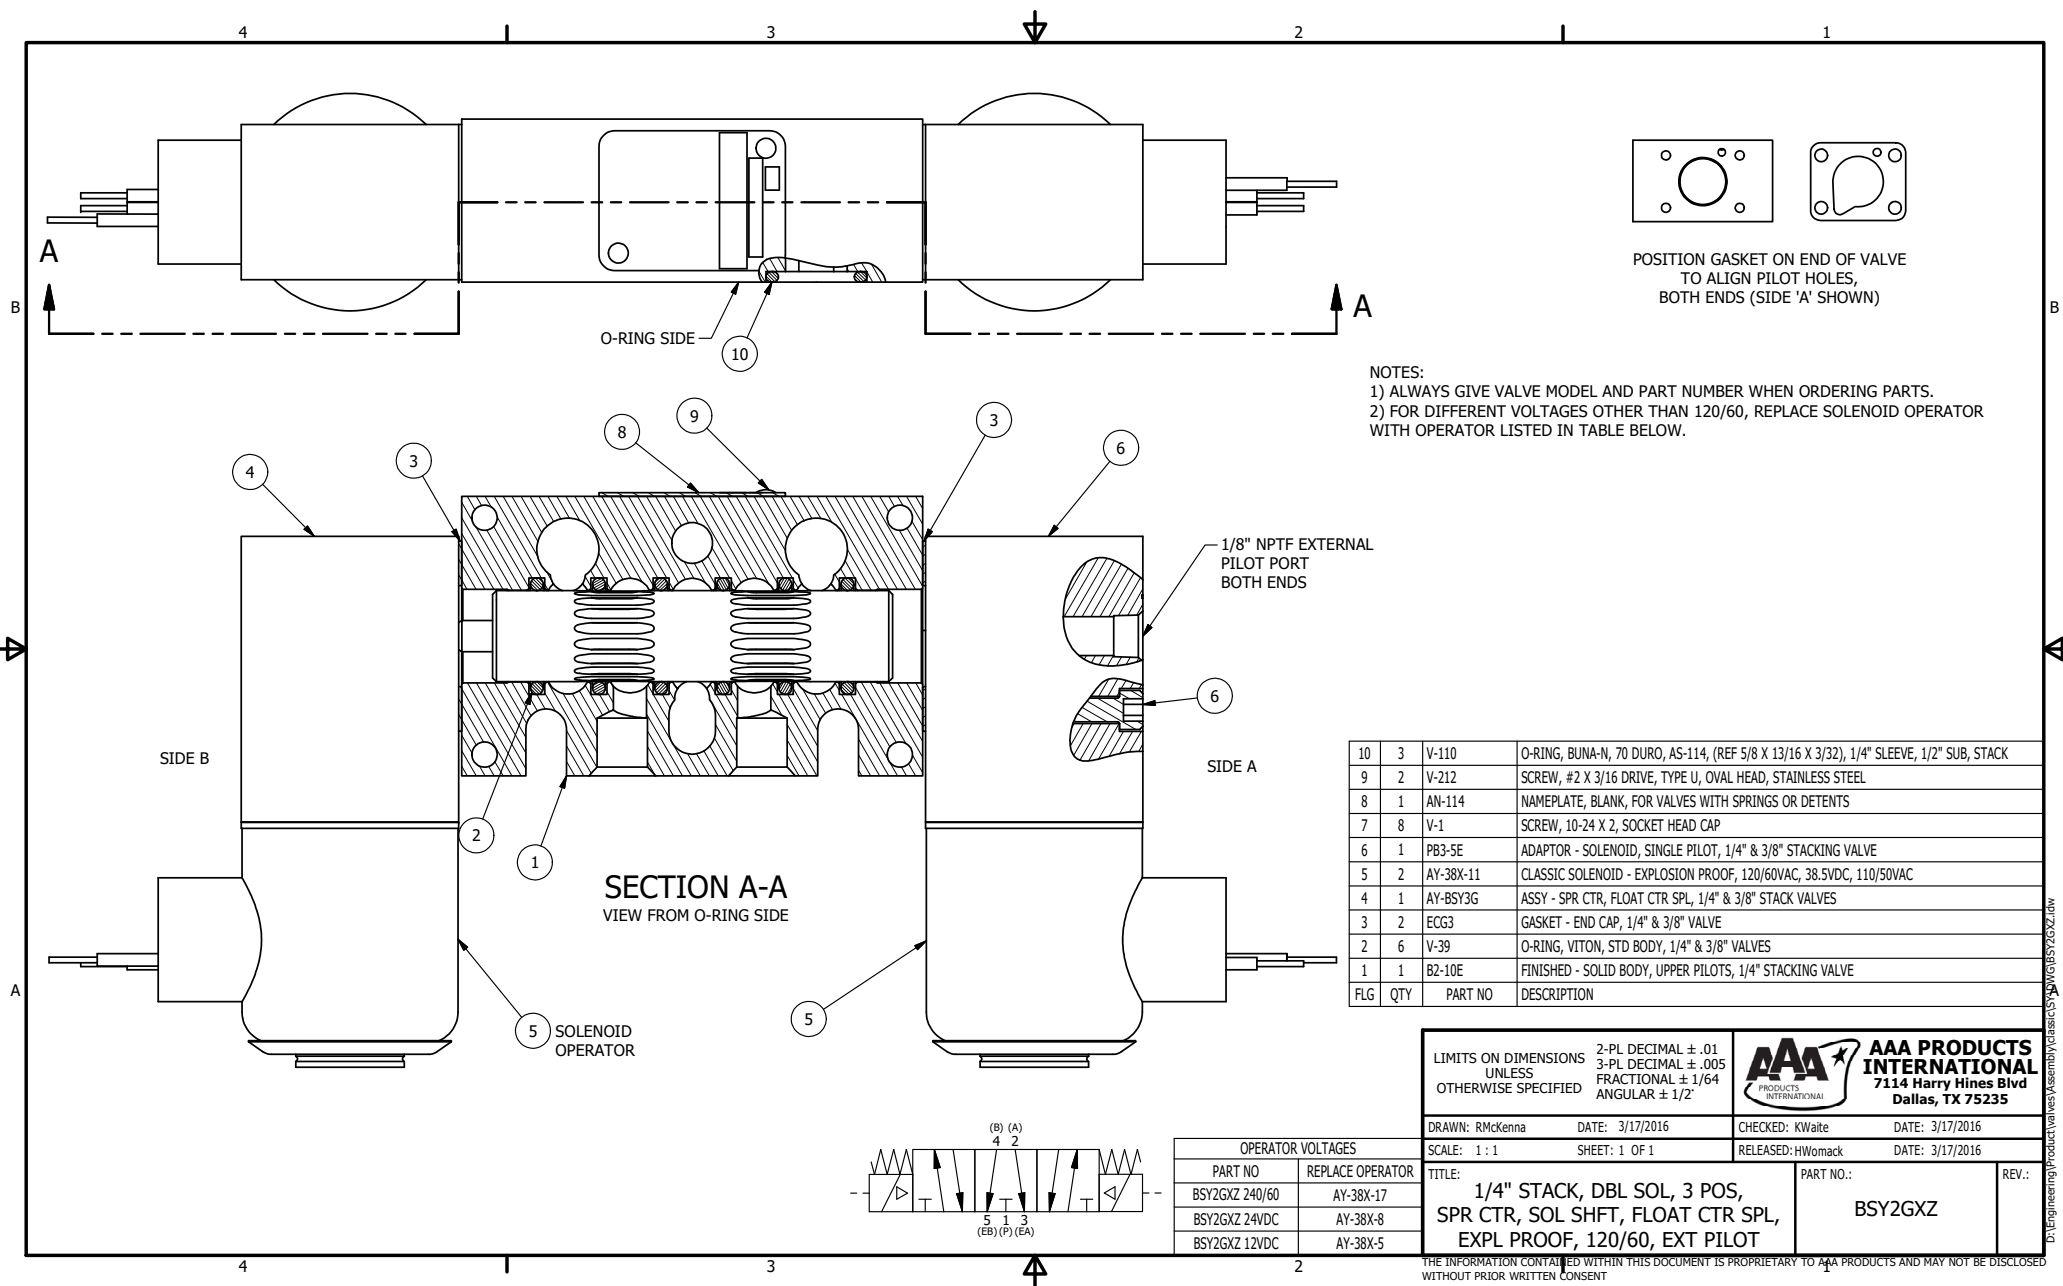 4 3 2 1
A
A
B
B
O-RING SIDE
10
POSITION GASKET ON END OF VALVE
TO ALIGN PILOT HOLES,
BOTH ENDS (SIDE 'A' SHOWN)
NOTES:
1) ALWAYS GIVE VALVE MODEL AND PART NUMBER WHEN ORDERING PARTS.
2) FOR DIFFERENT VOLTAGES OTHER THAN 120/60, REPLACE SOLENOID OPERATOR
WITH OPERATOR LISTED IN TABLE BELOW.
4
3
8
9
3
6
1/8" NPTF EXTERNAL
PILOT PORT
BOTH ENDS
6
SIDE B
SIDE A
2
1
SECTION A-A
VIEW FROM O-RING SIDE
5 SOLENOID
OPERATOR
5
10 3 V-110 O-RING, BUNA-N, 70 DURO, AS-114, (REF 5/8 X 13/16 X 3/32), 1/4" SLEEVE, 1/2" SUB, STACK
9 2 V-212 SCREW, #2 X 3/16 DRIVE, TYPE U, OVAL HEAD, STAINLESS STEEL
8 1 AN-114 NAMEPLATE, BLANK, FOR VALVES WITH SPRINGS OR DETENTS
7 8 V-1 SCREW, 10-24 X 2, SOCKET HEAD CAP
6 1 PB3-5E ADAPTOR - SOLENOID, SINGLE PILOT, 1/4" & 3/8" STACKING VALVE
5 2 AY-38X-11 CLASSIC SOLENOID - EXPLOSION PROOF, 120/60VAC, 38.5VDC, 110/50VAC
4 1 AY-BSY3G ASSY - SPR CTR, FLOAT CTR SPL, 1/4" & 3/8" STACK VALVES
3 2 ECG3 GASKET - END CAP, 1/4" & 3/8" VALVE
2 6 V-39 O-RING, VITON, STD BODY, 1/4" & 3/8" VALVES
1 1 B2-10E FINISHED - SOLID BODY, UPPER PILOTS, 1/4" STACKING VALVE
FLG QTY PART NO DESCRIPTION
A
A
D:\Engineering\Product\valves\Assembly\classic\SY\DWG\BSY2GXZ.idw
LIMITS ON DIMENSIONS
UNLESS
OTHERWISE SPECIFIED
2-PL DECIMAL ± .01
3-PL DECIMAL ± .005
FRACTIONAL ± 1/64
ANGULAR ± 1/2°
AAA
PRODUCTS
INTERNATIONAL
AAA PRODUCTS
INTERNATIONAL
7114 Harry Hines Blvd
Dallas, TX 75235
DRAWN: RMcKenna DATE: 3/17/2016 CHECKED: KWaite DATE: 3/17/2016
SCALE: 1 : 1 SHEET: 1 OF 1 RELEASED: HWomack DATE: 3/17/2016
TITLE:
1/4" STACK, DBL SOL, 3 POS,
SPR CTR, SOL SHFT, FLOAT CTR SPL,
EXPL PROOF, 120/60, EXT PILOT
PART NO.:
BSY2GXZ
REV.:
(B) (A)
4 2
5 1 3
(EB) (P) (EA)
OPERATOR VOLTAGES
PART NO REPLACE OPERATOR
BSY2GXZ 240/60 AY-38X-17
BSY2GXZ 24VDC AY-38X-8
BSY2GXZ 12VDC AY-38X-5
4 3 2 1
THE INFORMATION CONTAINED WITHIN THIS DOCUMENT IS PROPRIETARY TO AAA PRODUCTS AND MAY NOT BE DISCLOSED
WITHOUT PRIOR WRITTEN CONSENT